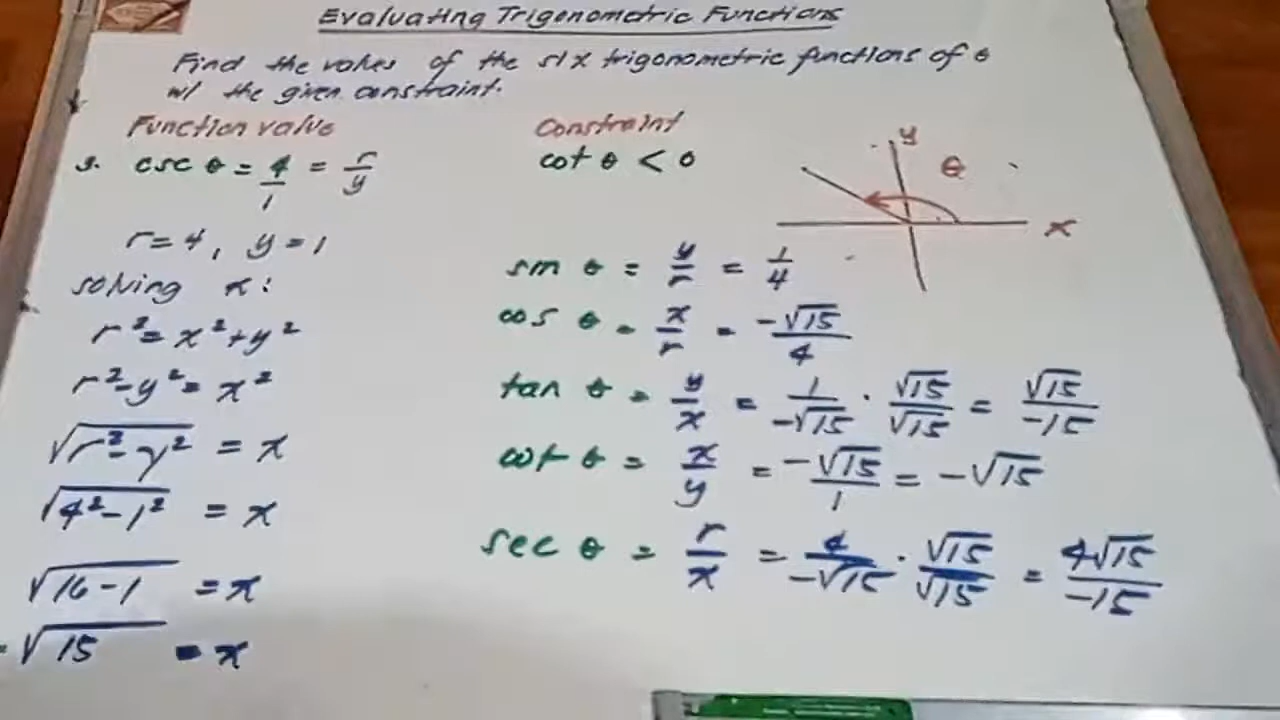 Evaluating Trigonometric Functions
Find the values of the six trigonometric functions of θ
w/ the given constraint.
Function value
Constraint
3. csc θ = 4/1 = r/y
cot θ < 0
y
θ
x
r = 4, y = 1
solving x:
r² = x² + y²
r² - y² = x²
√(r² - y²) = x
√(4² - 1²) = x
√(16 - 1) = x
-√15 = x
sin θ = y/r = 1/4
cos θ = x/r = -√15/4
tan θ = y/x = 1/-√15 · √15/√15 = √15/-15
cot θ = x/y = -√15/1 = -√15
sec θ = r/x = 4/-√15 · √15/√15 = 4√15/-15